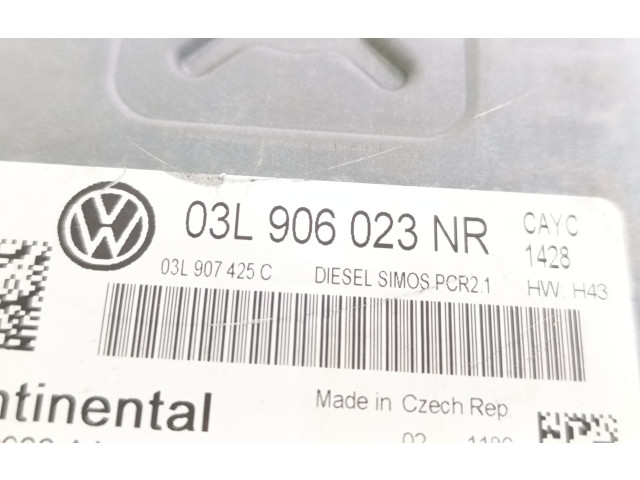 03L 906 023 NR CAYC
1428
03L 907 425 C DIESEL SIMOS PCR2.1 HW: H43
Made in Czech Rep
02